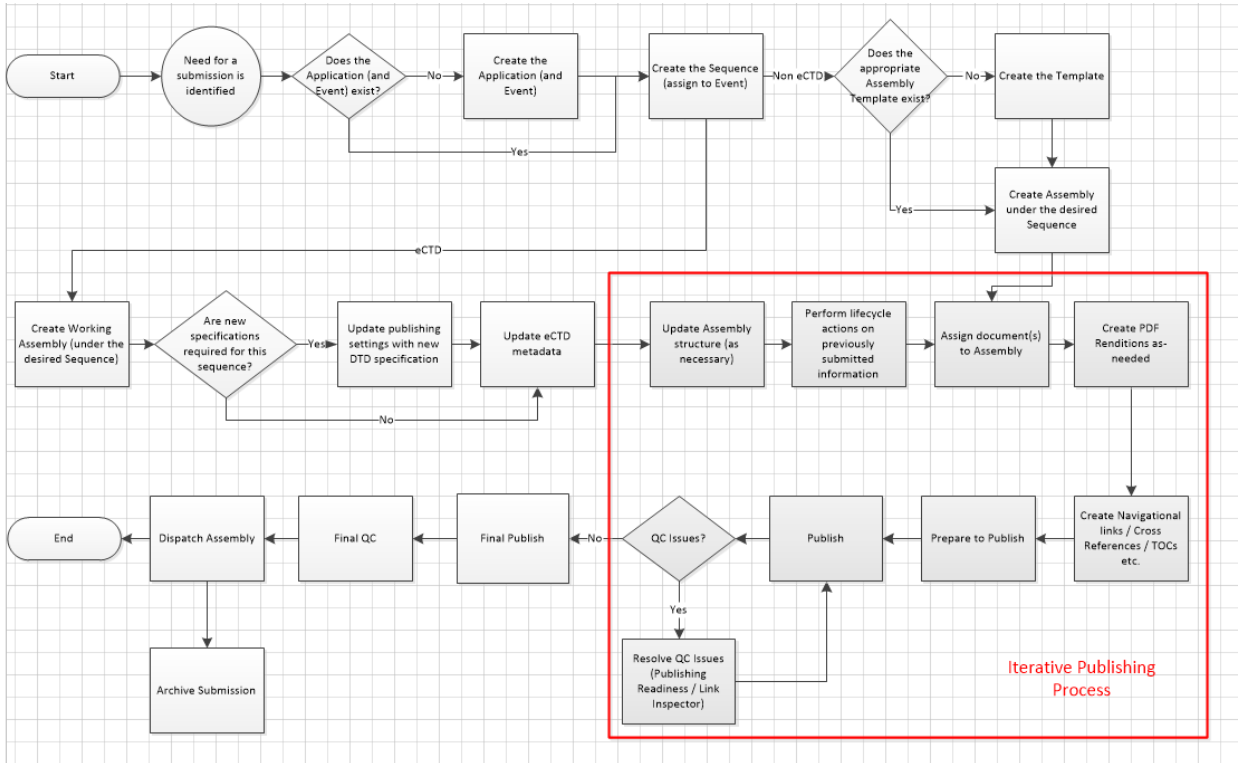 Start
Need for a
submission is
identified
Does the
Application (and
Event) exist?
No
Create the
Application (and
Event)
Yes
Create the Sequence
(assign to Event)
Non eCTD
Does the
appropriate
Assembly
Template exist?
No
Create the Template
Yes
Create Assembly
under the desired
Sequence
eCTD
Create Working
Assembly (under the
desired Sequence)
Are new
specifications
required for this
sequence?
Yes
Update publishing
settings with new
DTD specification
No
Update eCTD
metadata
Update Assembly
structure (as
necessary)
Perform lifecycle
actions on
previously
submitted
information
Assign document(s)
to Assembly
Create PDF
Renditions as-
needed
Create Navigational
links / Cross
References / TOCs
etc.
Prepare to Publish
Publish
QC Issues?
Yes
Resolve QC Issues
(Publishing
Readiness / Link
Inspector)
No
Final Publish
Final QC
Dispatch Assembly
End
Archive Submission
Iterative Publishing
Process